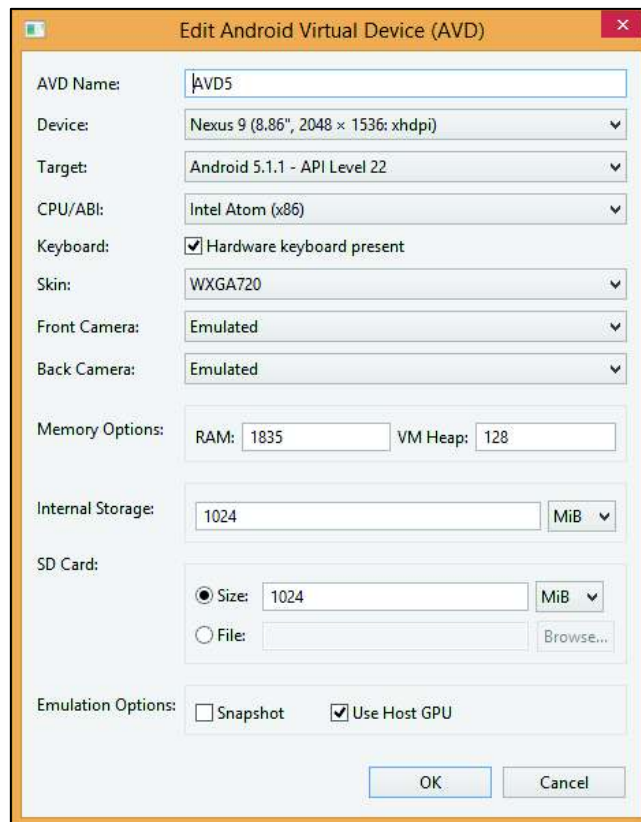 Edit Android Virtual Device (AVD)
AVD Name: AVD5
Device: Nexus 9 (8.86", 2048 × 1536: xhdpi)
Target: Android 5.1.1 - API Level 22
CPU/ABI: Intel Atom (x86)
Keyboard: Hardware keyboard present
Skin: WXGA720
Front Camera: Emulated
Back Camera: Emulated
Memory Options: RAM: 1835 VM Heap: 128
Internal Storage: 1024 MiB
SD Card:
Size: 1024 MiB
File: Browse...
Emulation Options: Snapshot Use Host GPU
OK Cancel